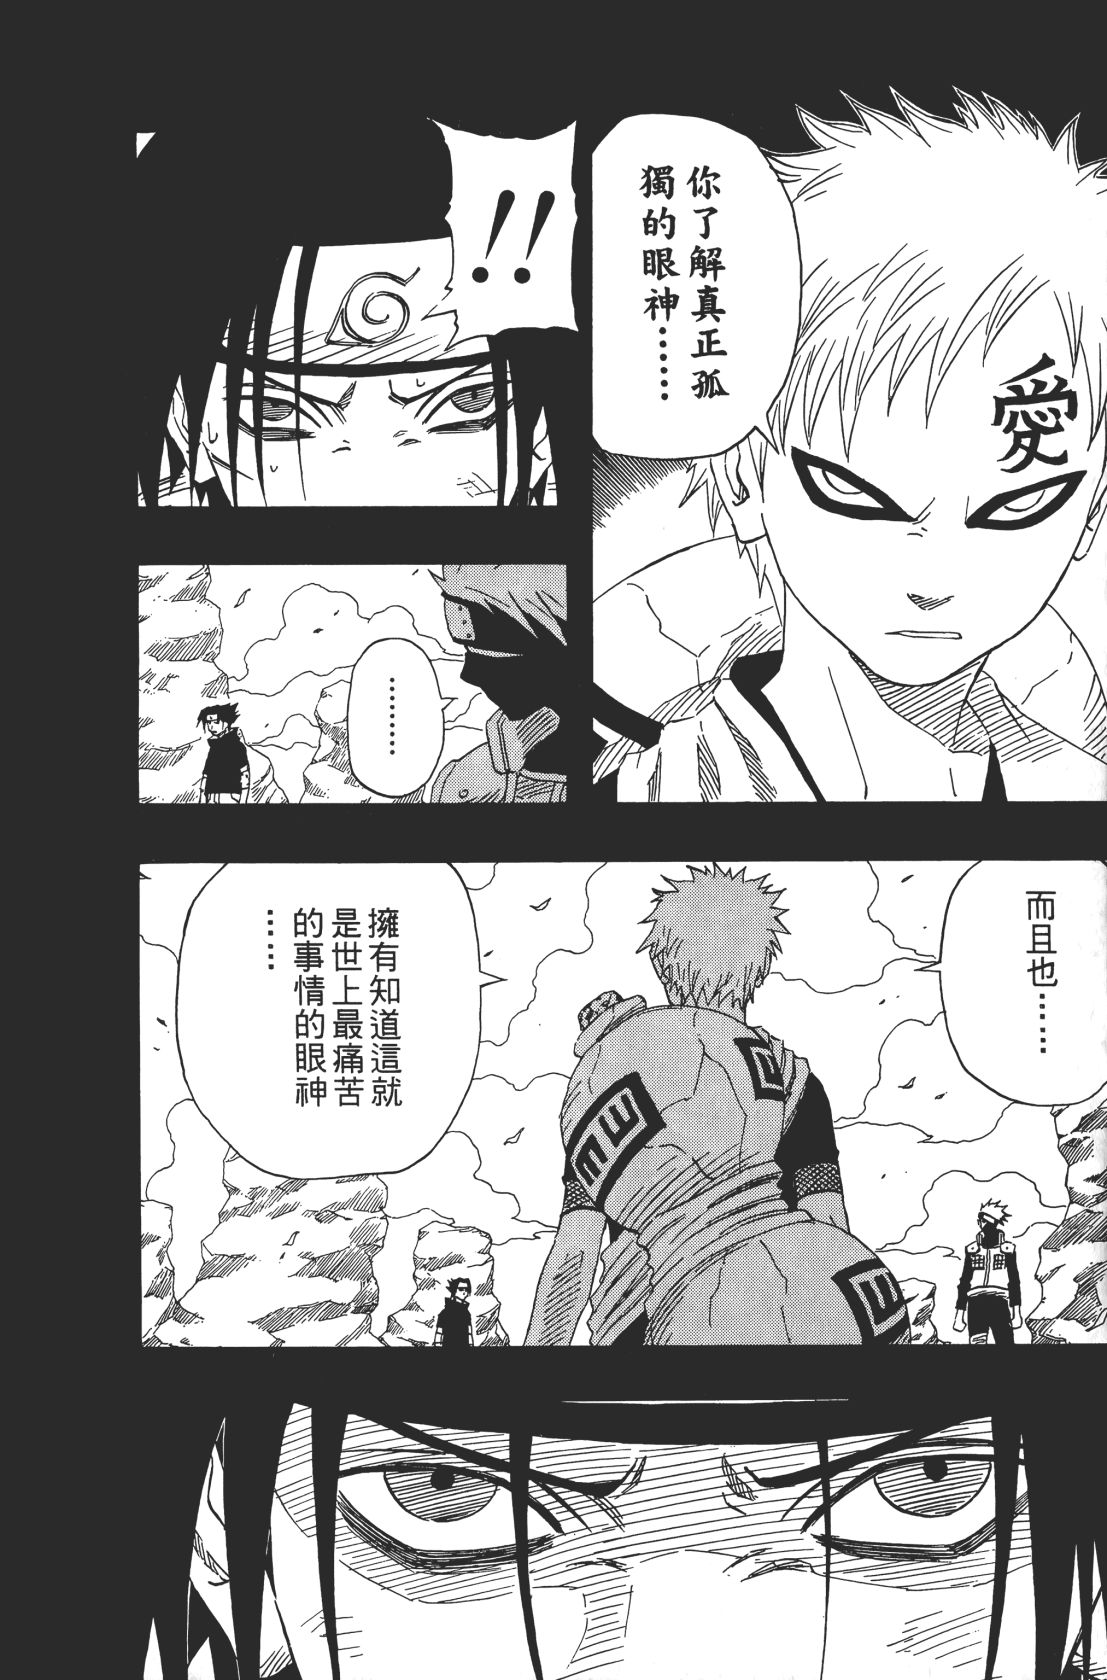 你了解真正孤
獨的眼神……
愛
!!
………
而且也……
擁有知道這就
是世上最痛苦
的事情的眼神
……